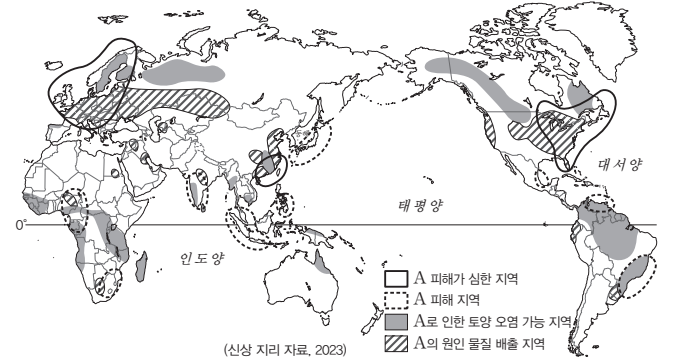 대서양
태평양
0°
인도양
A 피해가 심한 지역
A 피해 지역
A로 인한 토양 오염 가능 지역
A의 원인 물질 배출 지역
(신상 지리 자료, 2023)